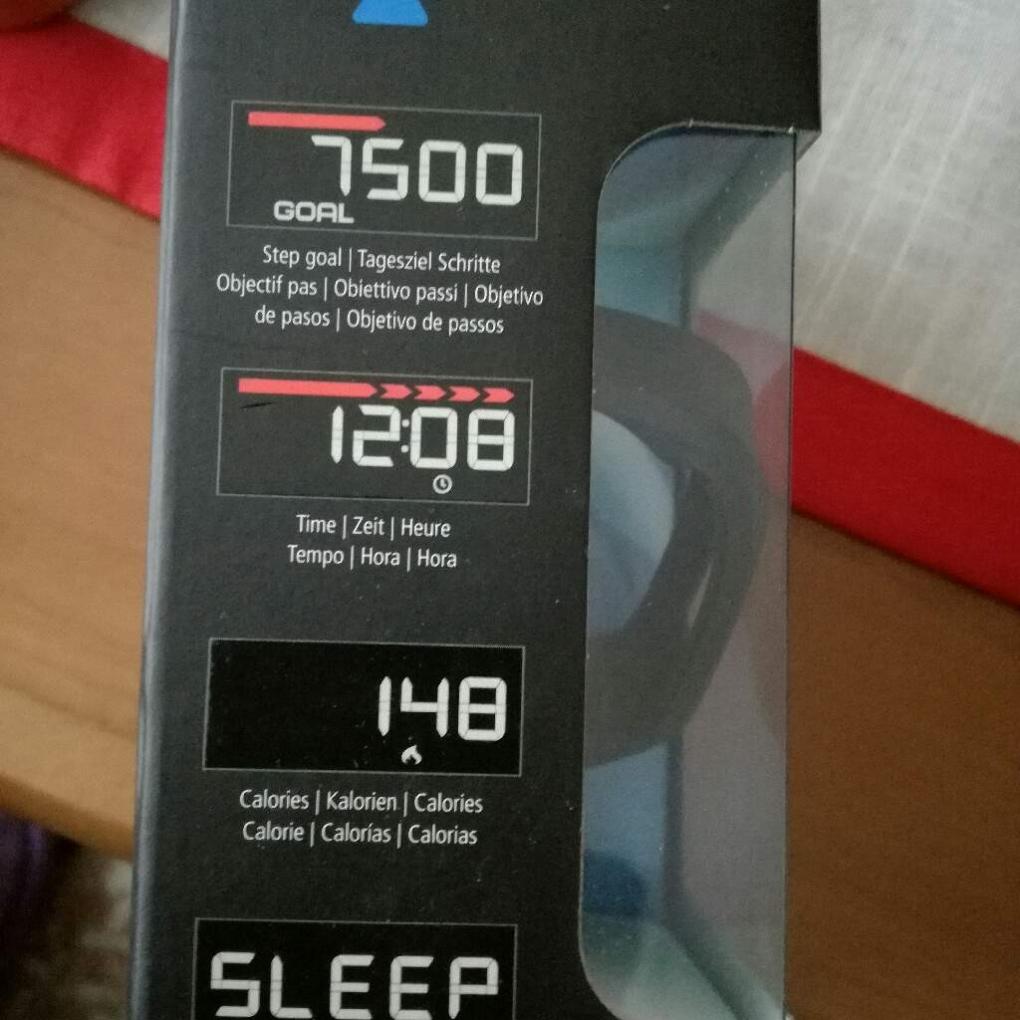 7500
GOAL
Step goal | Tagesziel Schritte
Objectif pas | Obiettivo passi | Objetivo
de pasos | Objetivo de passos
12:08
Time | Zeit | Heure
Tempo | Hora | Hora
148
Calories | Kalorien | Calories
Calorie | Calorías | Calorias
SLEEP